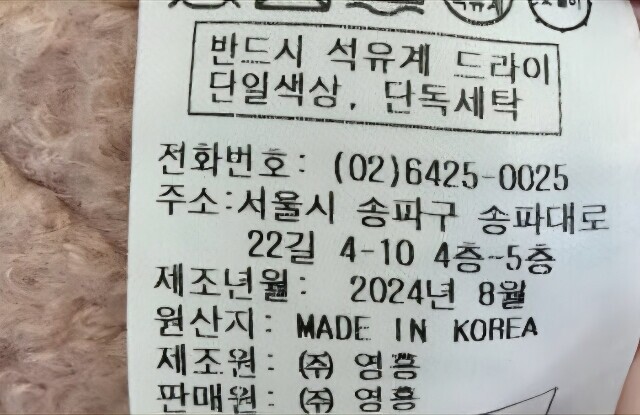 반드시 석유계 드라이
단일색상, 단독세탁
전화번호: (02)6425-0025
주소:서울시 송파구 송파대로
22길 4-10 4층~5층
제조년월: 2024년 8월
원산지: MADE IN KOREA
제조원: ㈜ 영흥
판매원: ㈜ 영흥